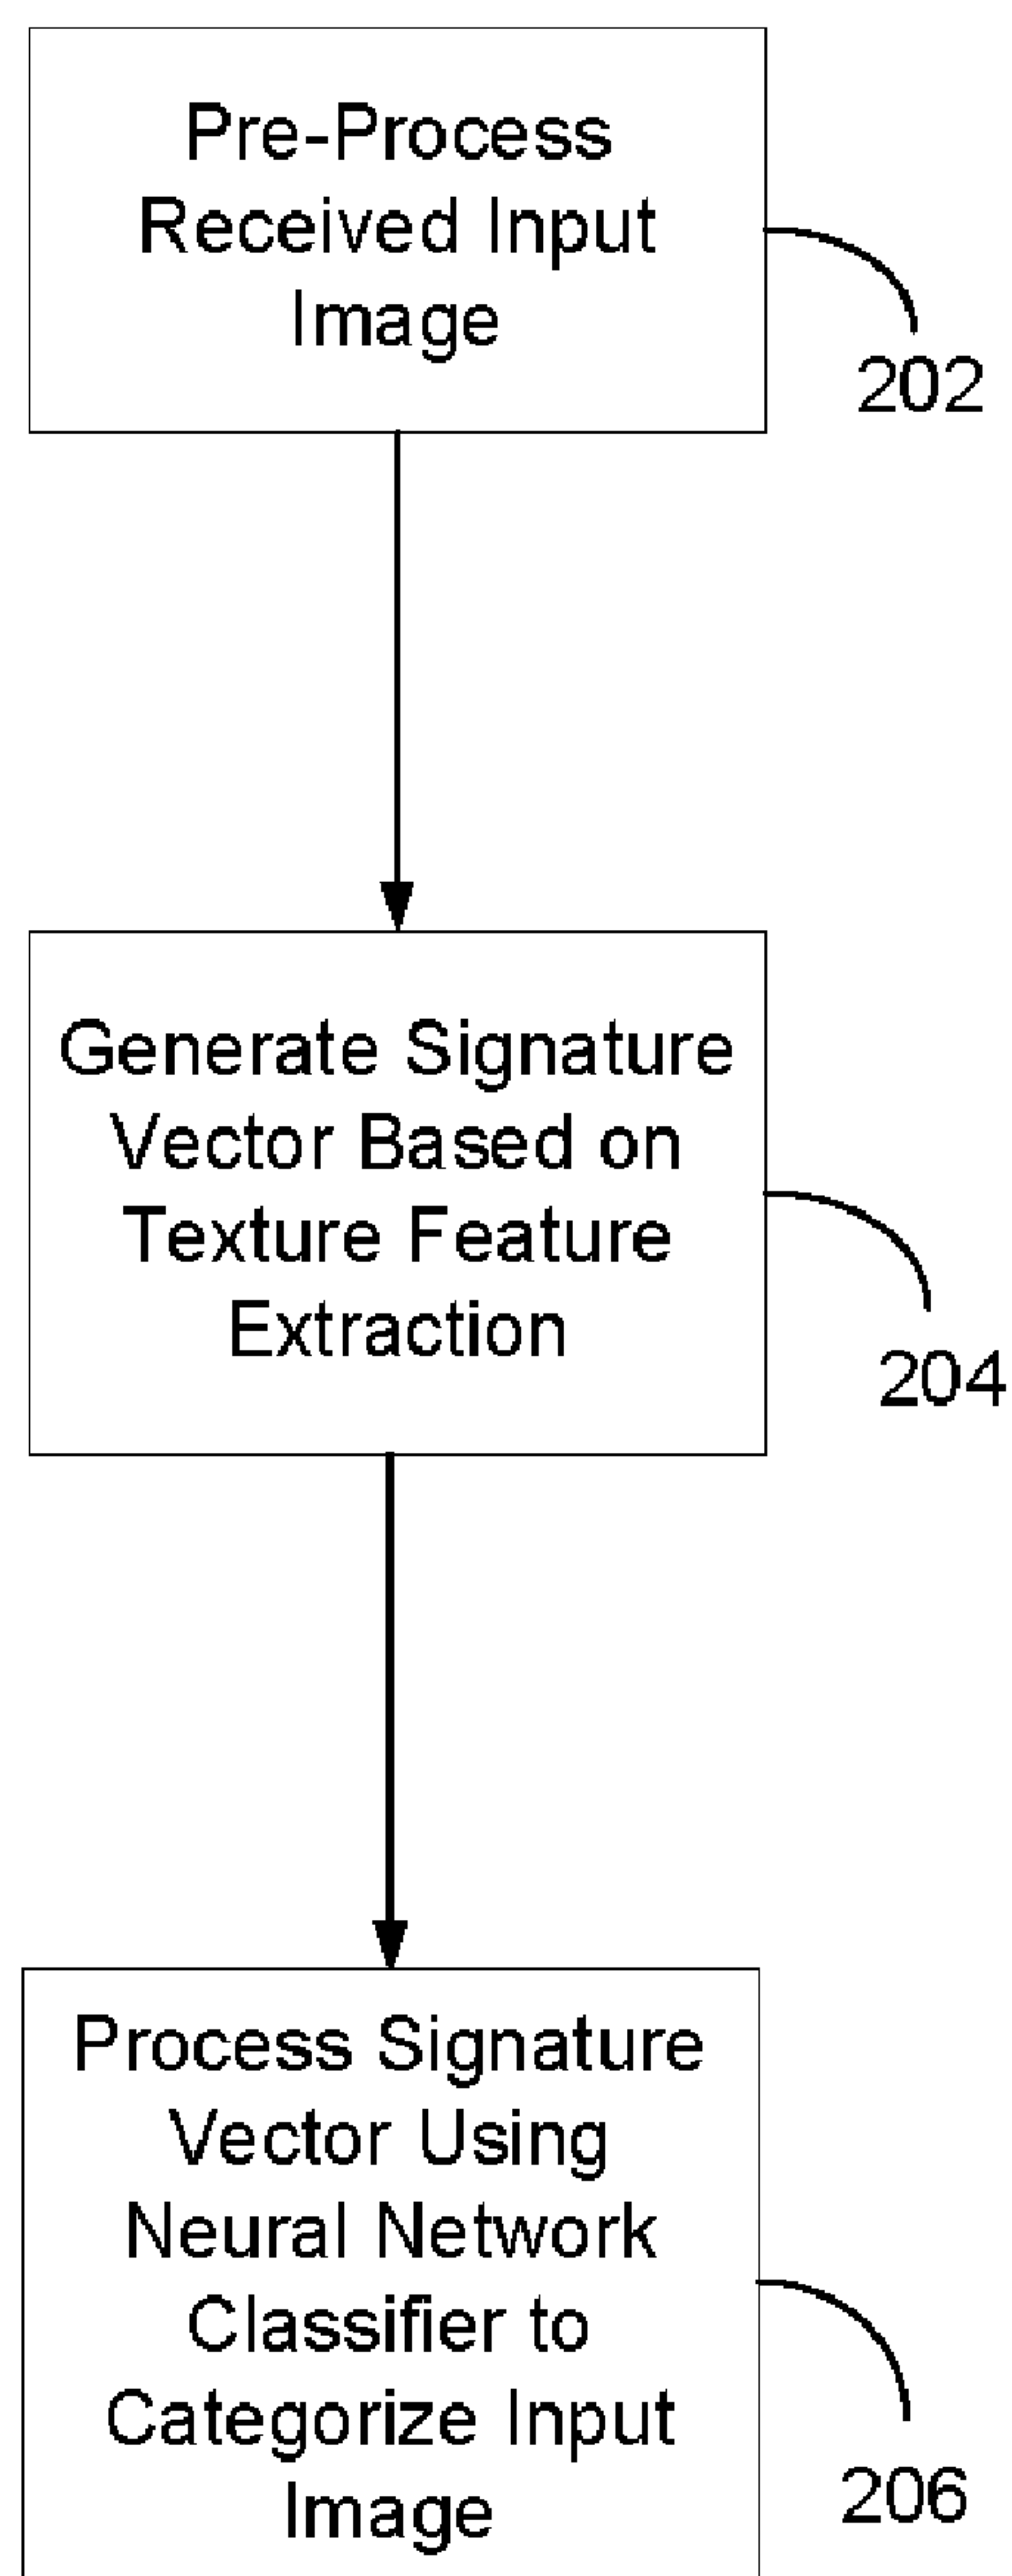 Pre-Process
Received Input
Image
202
Generate Signature
Vector Based on
Texture Feature
Extraction
204
Process Signature
Vector Using
Neural Network
Classifier to
Categorize Input
Image
206